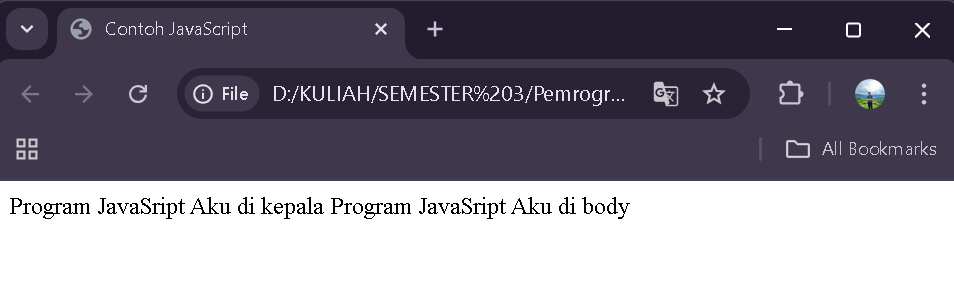 Contoh JavaScript
File D:/KULIAH/SEMESTER%203/Pemrogr...
All Bookmarks
Program JavaSript Aku di kepala Program JavaSript Aku di body